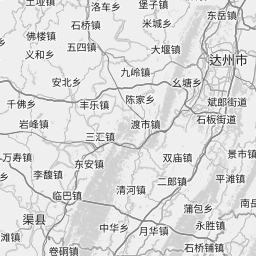 土垭镇
洛车乡
堡子镇
东岳镇
佛楼镇
石桥镇
米城乡
义和乡
五四镇
大堰镇
达州市
九岭镇
安北乡
幺塘乡
千佛乡
丰乐镇
陈家乡
斌郎街道
岩峰镇
渡市镇
石板街道
三汇镇
万寿镇
东安镇
双庙镇
景市镇
李馥镇
平滩镇
临巴镇
清河镇
二郎镇
南岳
渠县
蒲包乡
滩镇
中华乡
月华镇
永胜镇
卷硐镇
石桥铺镇